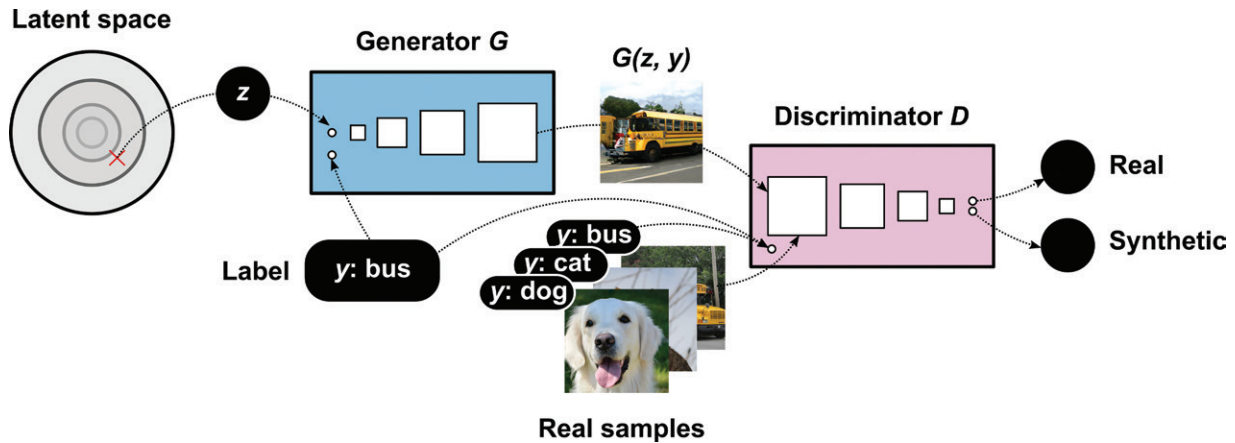 Latent space
Generator G
z
G(z, y)
Discriminator D
Real
Synthetic
Label
y: bus
y: bus
y: cat
y: dog
Real samples